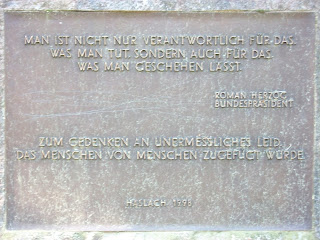 MAN IST NICHT NUR VERANTWORTLICH FÜR DAS,
WAS MAN TUT SONDERN AUCH FÜR DAS,
WAS MAN GESCHEHEN LÄSST.
ROMAN HERZOG
BUNDESPRÄSIDENT
ZUM GEDENKEN AN UNERMESSLICHES LEID,
DAS MENSCHEN VON MENSCHEN ZUGEFÜGT WURDE.
HASLACH 1998